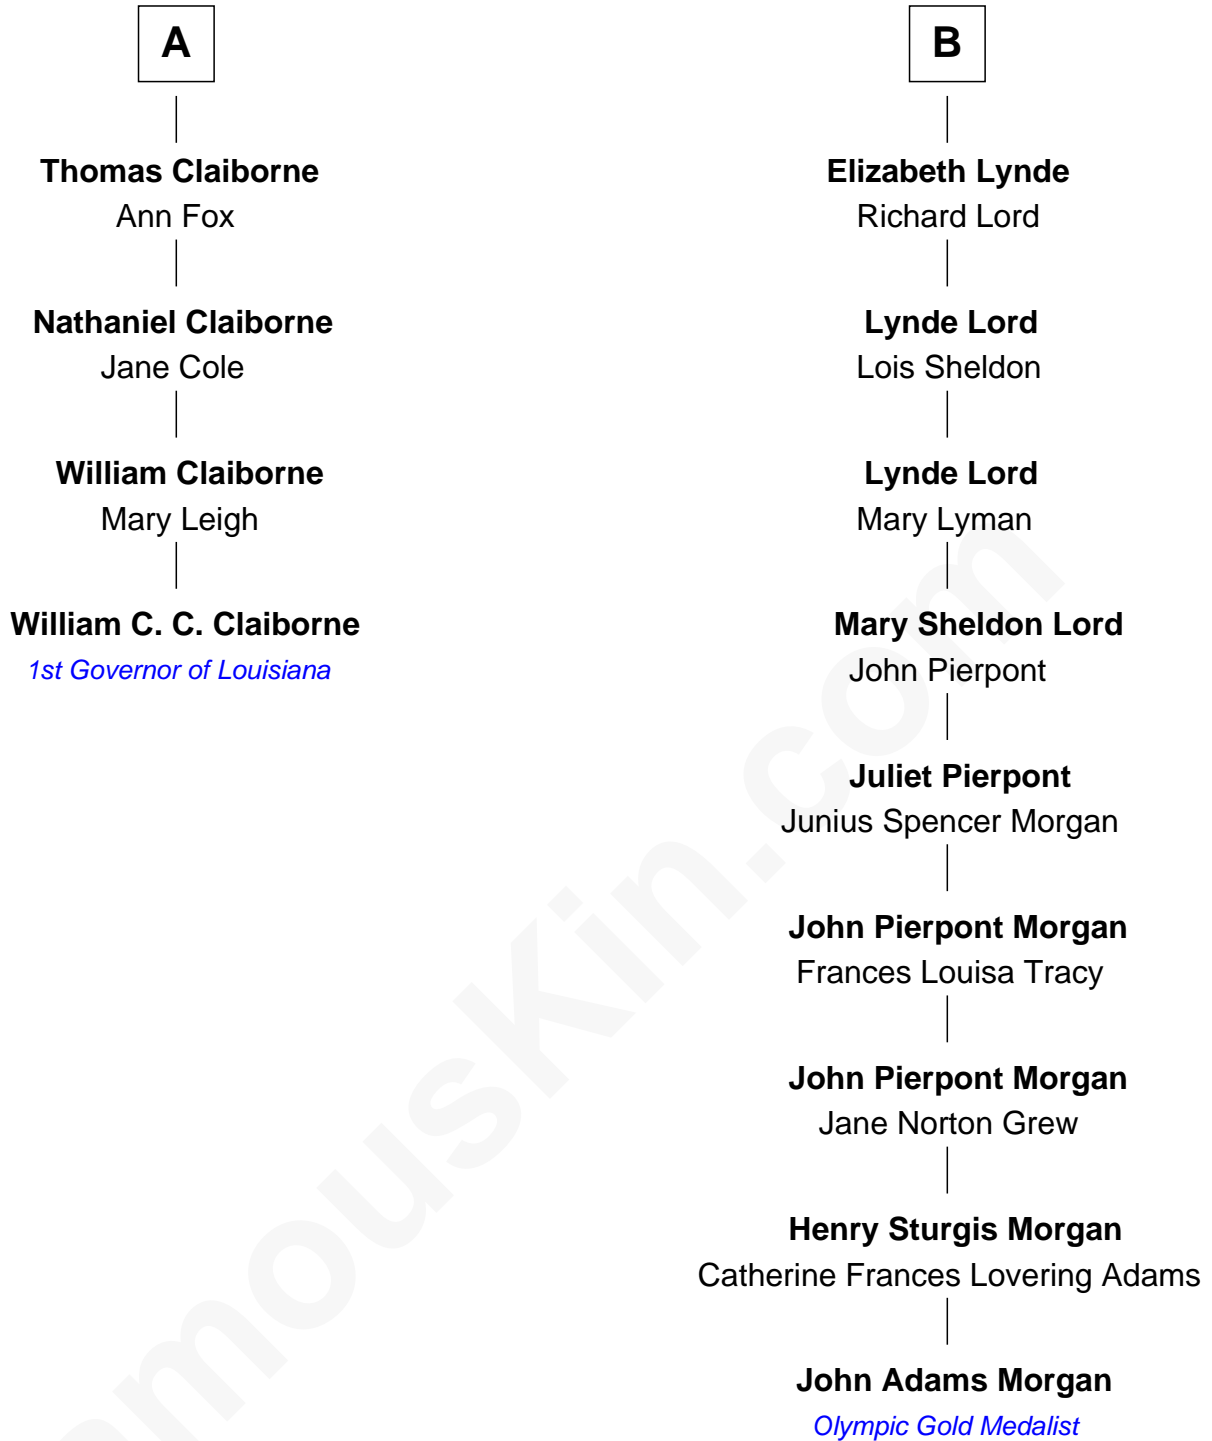 A
Thomas Claiborne
Ann Fox
Nathaniel Claiborne
Jane Cole
William Claiborne
Mary Leigh
William C. C. Claiborne
1st Governor of Louisiana
B
Elizabeth Lynde
Richard Lord
Lynde Lord
Lois Sheldon
Lynde Lord
Mary Lyman
Mary Sheldon Lord
John Pierpont
Juliet Pierpont
Junius Spencer Morgan
John Pierpont Morgan
Frances Louisa Tracy
John Pierpont Morgan
Jane Norton Grew
Henry Sturgis Morgan
Catherine Frances Lovering Adams
John Adams Morgan
Olympic Gold Medalist